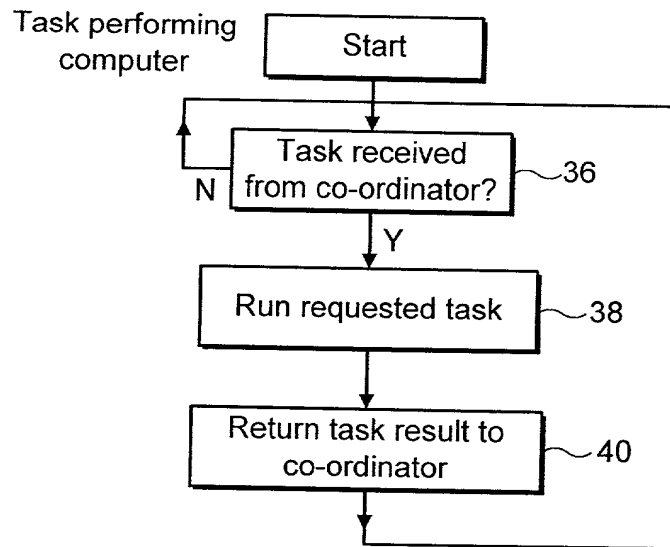 Task performing
computer
Start
Task received
from co-ordinator?
36
N
Y
Run requested task
38
Return task result to
co-ordinator
40